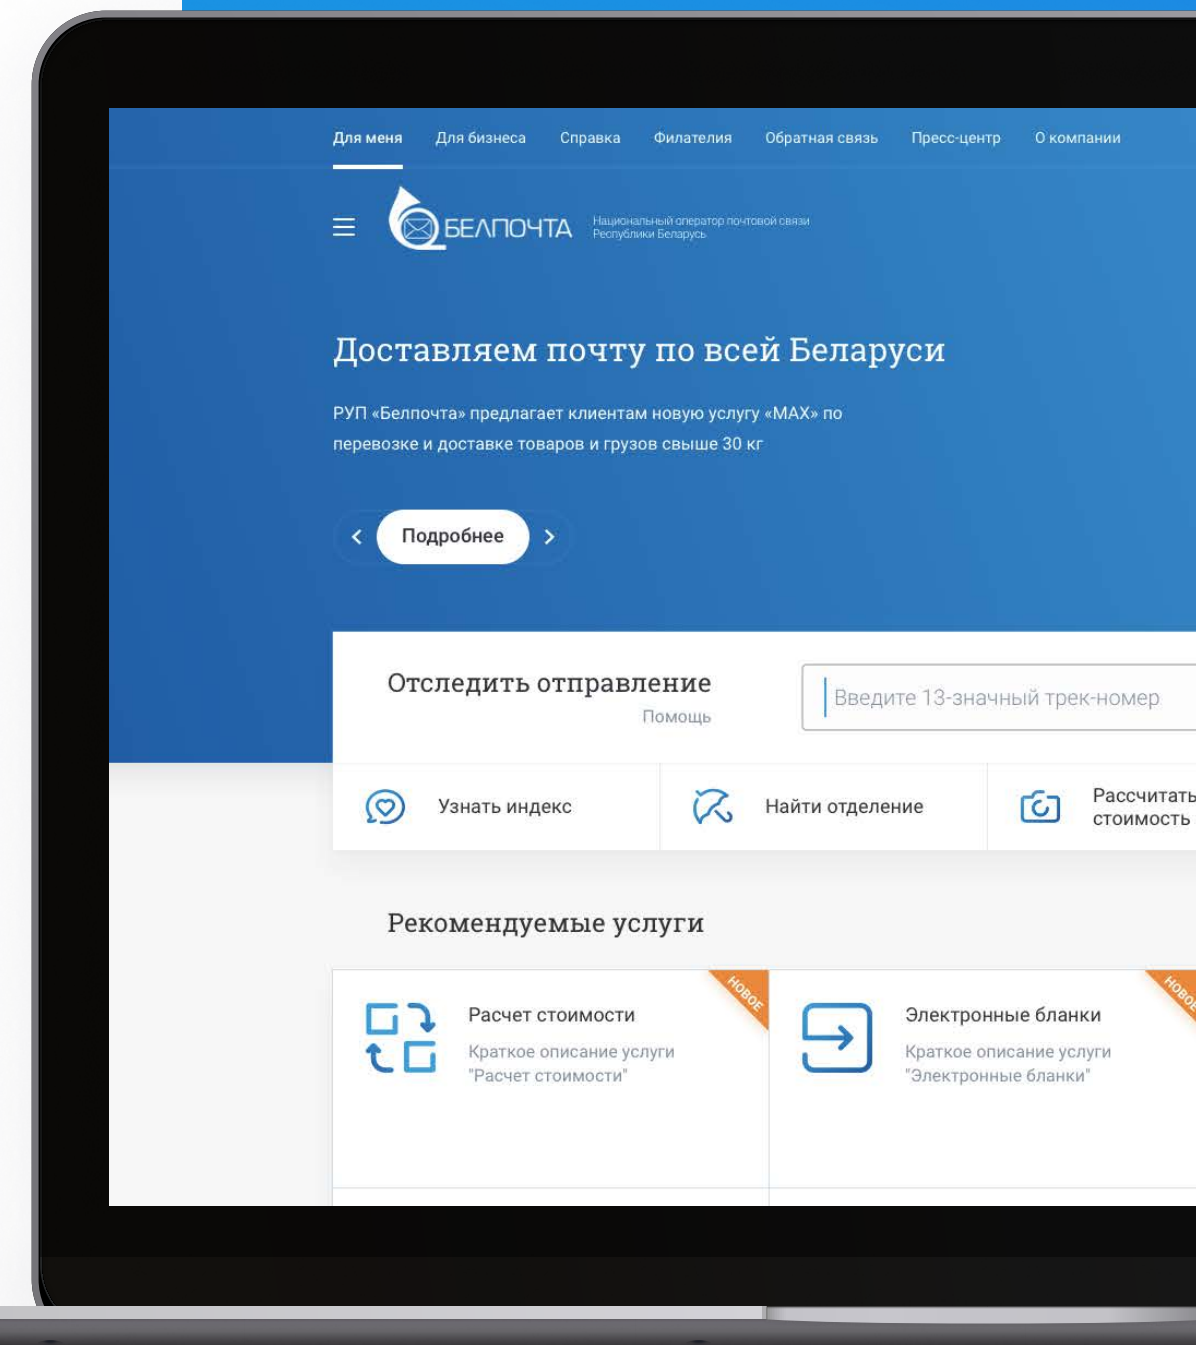 Для меня Для бизнеса Справка Филателия Обратная связь Пресс-центр О компании
БЕЛПОЧТА
Национальный оператор почтовой связи
Республики Беларусь
Доставляем почту по всей Беларуси
РУП «Белпочта» предлагает клиентам новую услугу «MAX» по
перевозке и доставке товаров и грузов свыше 30 кг
Подробнее
Отследить отправление
Помощь
Введите 13-значный трек-номер
Узнать индекс
Найти отделение
Рассчитать
стоимость
Рекомендуемые услуги
НОВОЕ
Расчет стоимости
Краткое описание услуги
"Расчет стоимости"
НОВОЕ
Электронные бланки
Краткое описание услуги
"Электронные бланки"